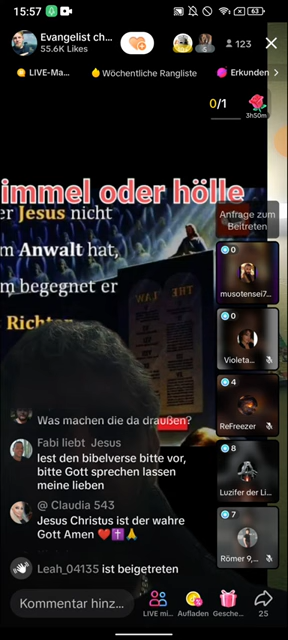 15:57
63
Evangelist ch...
55.6K Likes
123
LIVE-Ma...
Wöchentliche Rangliste
Erkunden
0/1
3h50m
immel oder hölle
er Jesus nicht
Anfrage zum
Beitreten
m Anwalt hat,
m begegnet er
Richter
THE LAW
0
musotensei7...
0
Violeta...
4
ReFreezer
8
Luzifer der Li...
7
Römer 9,...
Was machen die da draußen?
Fabi liebt Jesus
lest den bibelverse bitte vor,
bitte Gott sprechen lassen
meine lieben
@ Claudia 543
Jesus Christus ist der wahre
Gott Amen ❤️✝️🙏
Leah_04135 ist beigetreten
Kommentar hinz...
LIVE mi...
Aufladen
Gesche...
25